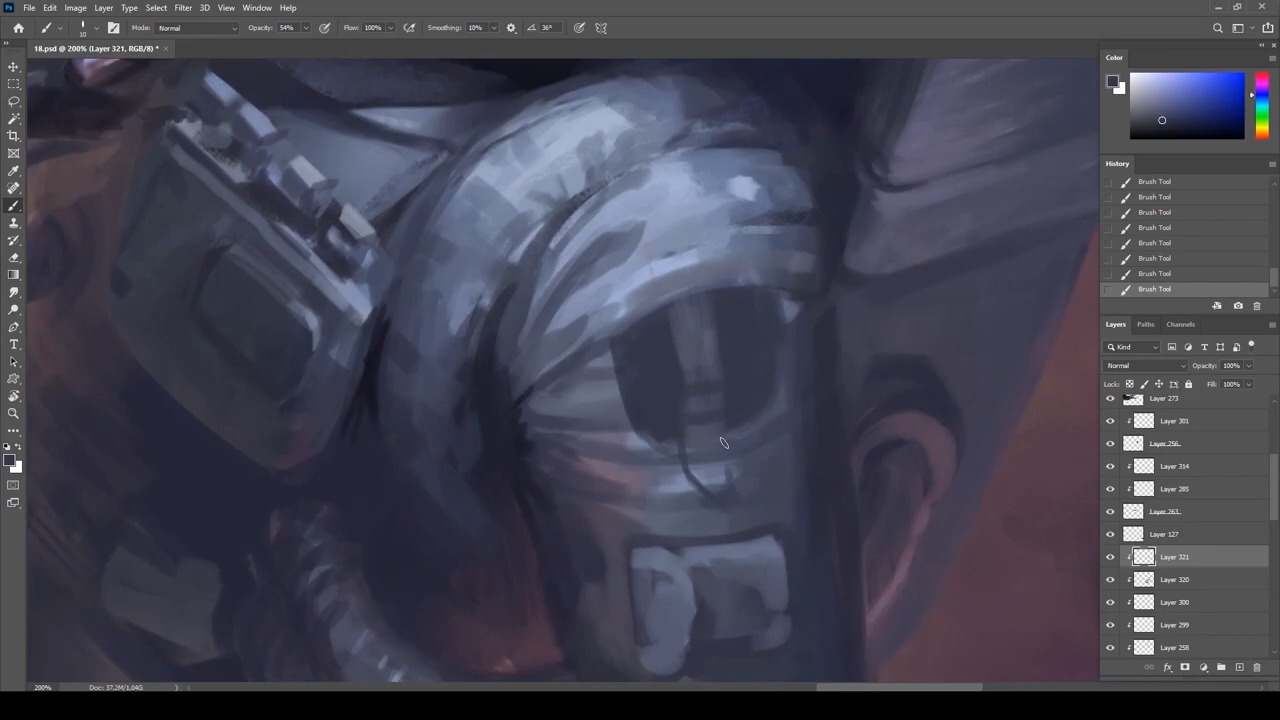 Ps File Edit Image Layer Type Select Filter 3D View Window Help
10 Mode: Normal Opacity: 54% Flow: 100% Smoothing: 10% 36°
18.psd @ 200% (Layer 321, RGB/8) * ×
Color
History
Brush Tool
Brush Tool
Brush Tool
Brush Tool
Brush Tool
Brush Tool
Brush Tool
Brush Tool
Layers Paths Channels
Kind
Normal Opacity: 100%
Lock: Fill: 100%
Layer 273
Layer 301
Layer 256
Layer 314
Layer 285
Layer 263
Layer 127
Layer 321
Layer 320
Layer 300
Layer 299
Layer 258
fx
200% Doc: 37,2M/1,04G